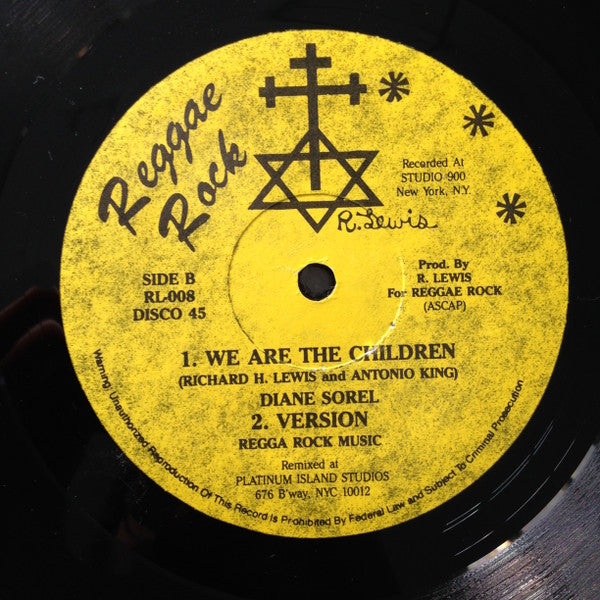 Reggae
Rock
Recorded At
STUDIO 900
New York, N.Y.
R. Lewis
SIDE B
RL-008
DISCO 45
Prod. By
R. LEWIS
For REGGAE ROCK
(ASCAP)
1. WE ARE THE CHILDREN
(RICHARD H. LEWIS and ANTONIO KING)
DIANE SOREL
2. VERSION
REGGA ROCK MUSIC
Remixed at
PLATINUM ISLAND STUDIOS
676 B'way, NYC 10012
Warning Unauthorized Reproduction Of This Record Is Prohibited By Federal Law and Subject To Criminal Prosecution